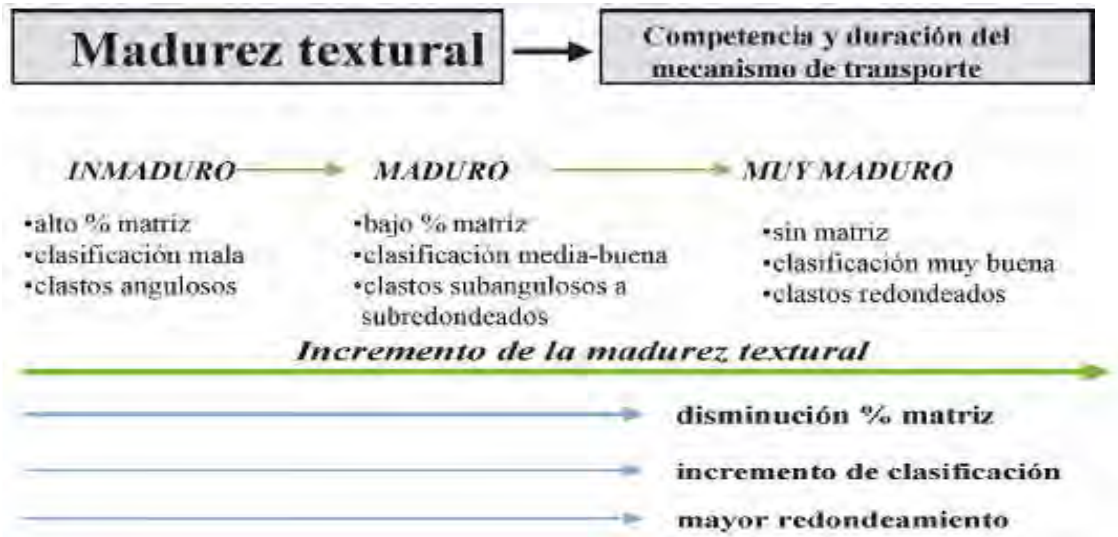 Madurez textural
Competencia y duración del
mecanismo de transporte
INMADURO
MADURO
MUY MADURO
•alto % matriz
•clasificación mala
•clastos angulosos
•bajo % matriz
•clasificación media-buena
•clastos subangulosos a
subredondeados
•sin matriz
•clasificación muy buena
•clastos redondeados
Incremento de la madurez textural
disminución % matriz
incremento de clasificación
mayor redondeamiento